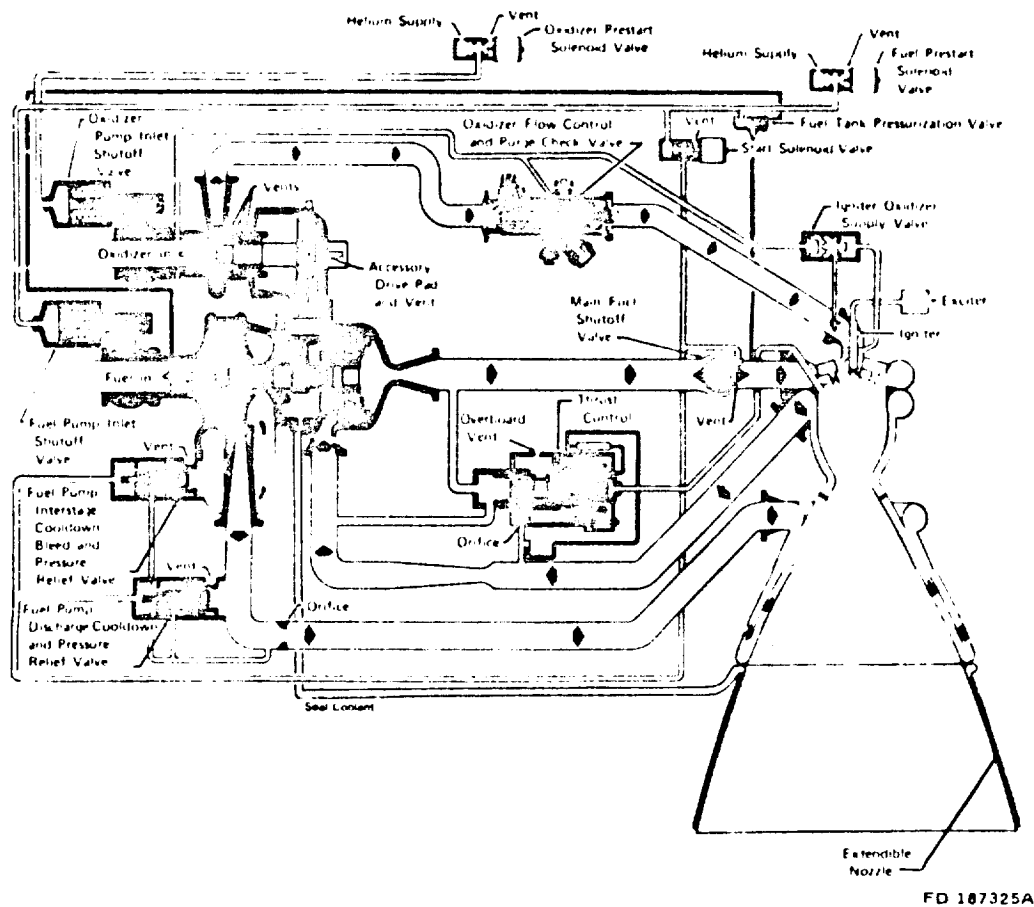 Helium Supply
Vent
Oxidizer Prestart
Solenoid Valve
Helium Supply
Vent
Fuel Prestart
Solenoid
Valve
Oxidizer
Pump Inlet
Shutoff
Valve
Vents
Oxidizer Flow Control
and Purge Check Valve
Vent
Fuel Tank Pressurization Valve
Start Solenoid Valve
Igniter Oxidizer
Supply Valve
Oxidizer in
Accessory
Drive Pad
and Vent
Main Fuel
Shutoff
Valve
Exciter
Igniter
Fuel in
Fuel Pump Inlet
Shutoff
Valve
Vent
Overboard
Vent
Thrust
Control
Vent
Fuel Pump
Interstage
Cooldown
Bleed and
Pressure
Relief Valve
Orifice
Vent
Fuel Pump
Discharge Cooldown
and Pressure
Relief Valve
Orifice
Seal Coolant
Extendible
Nozzle
FD 187325A